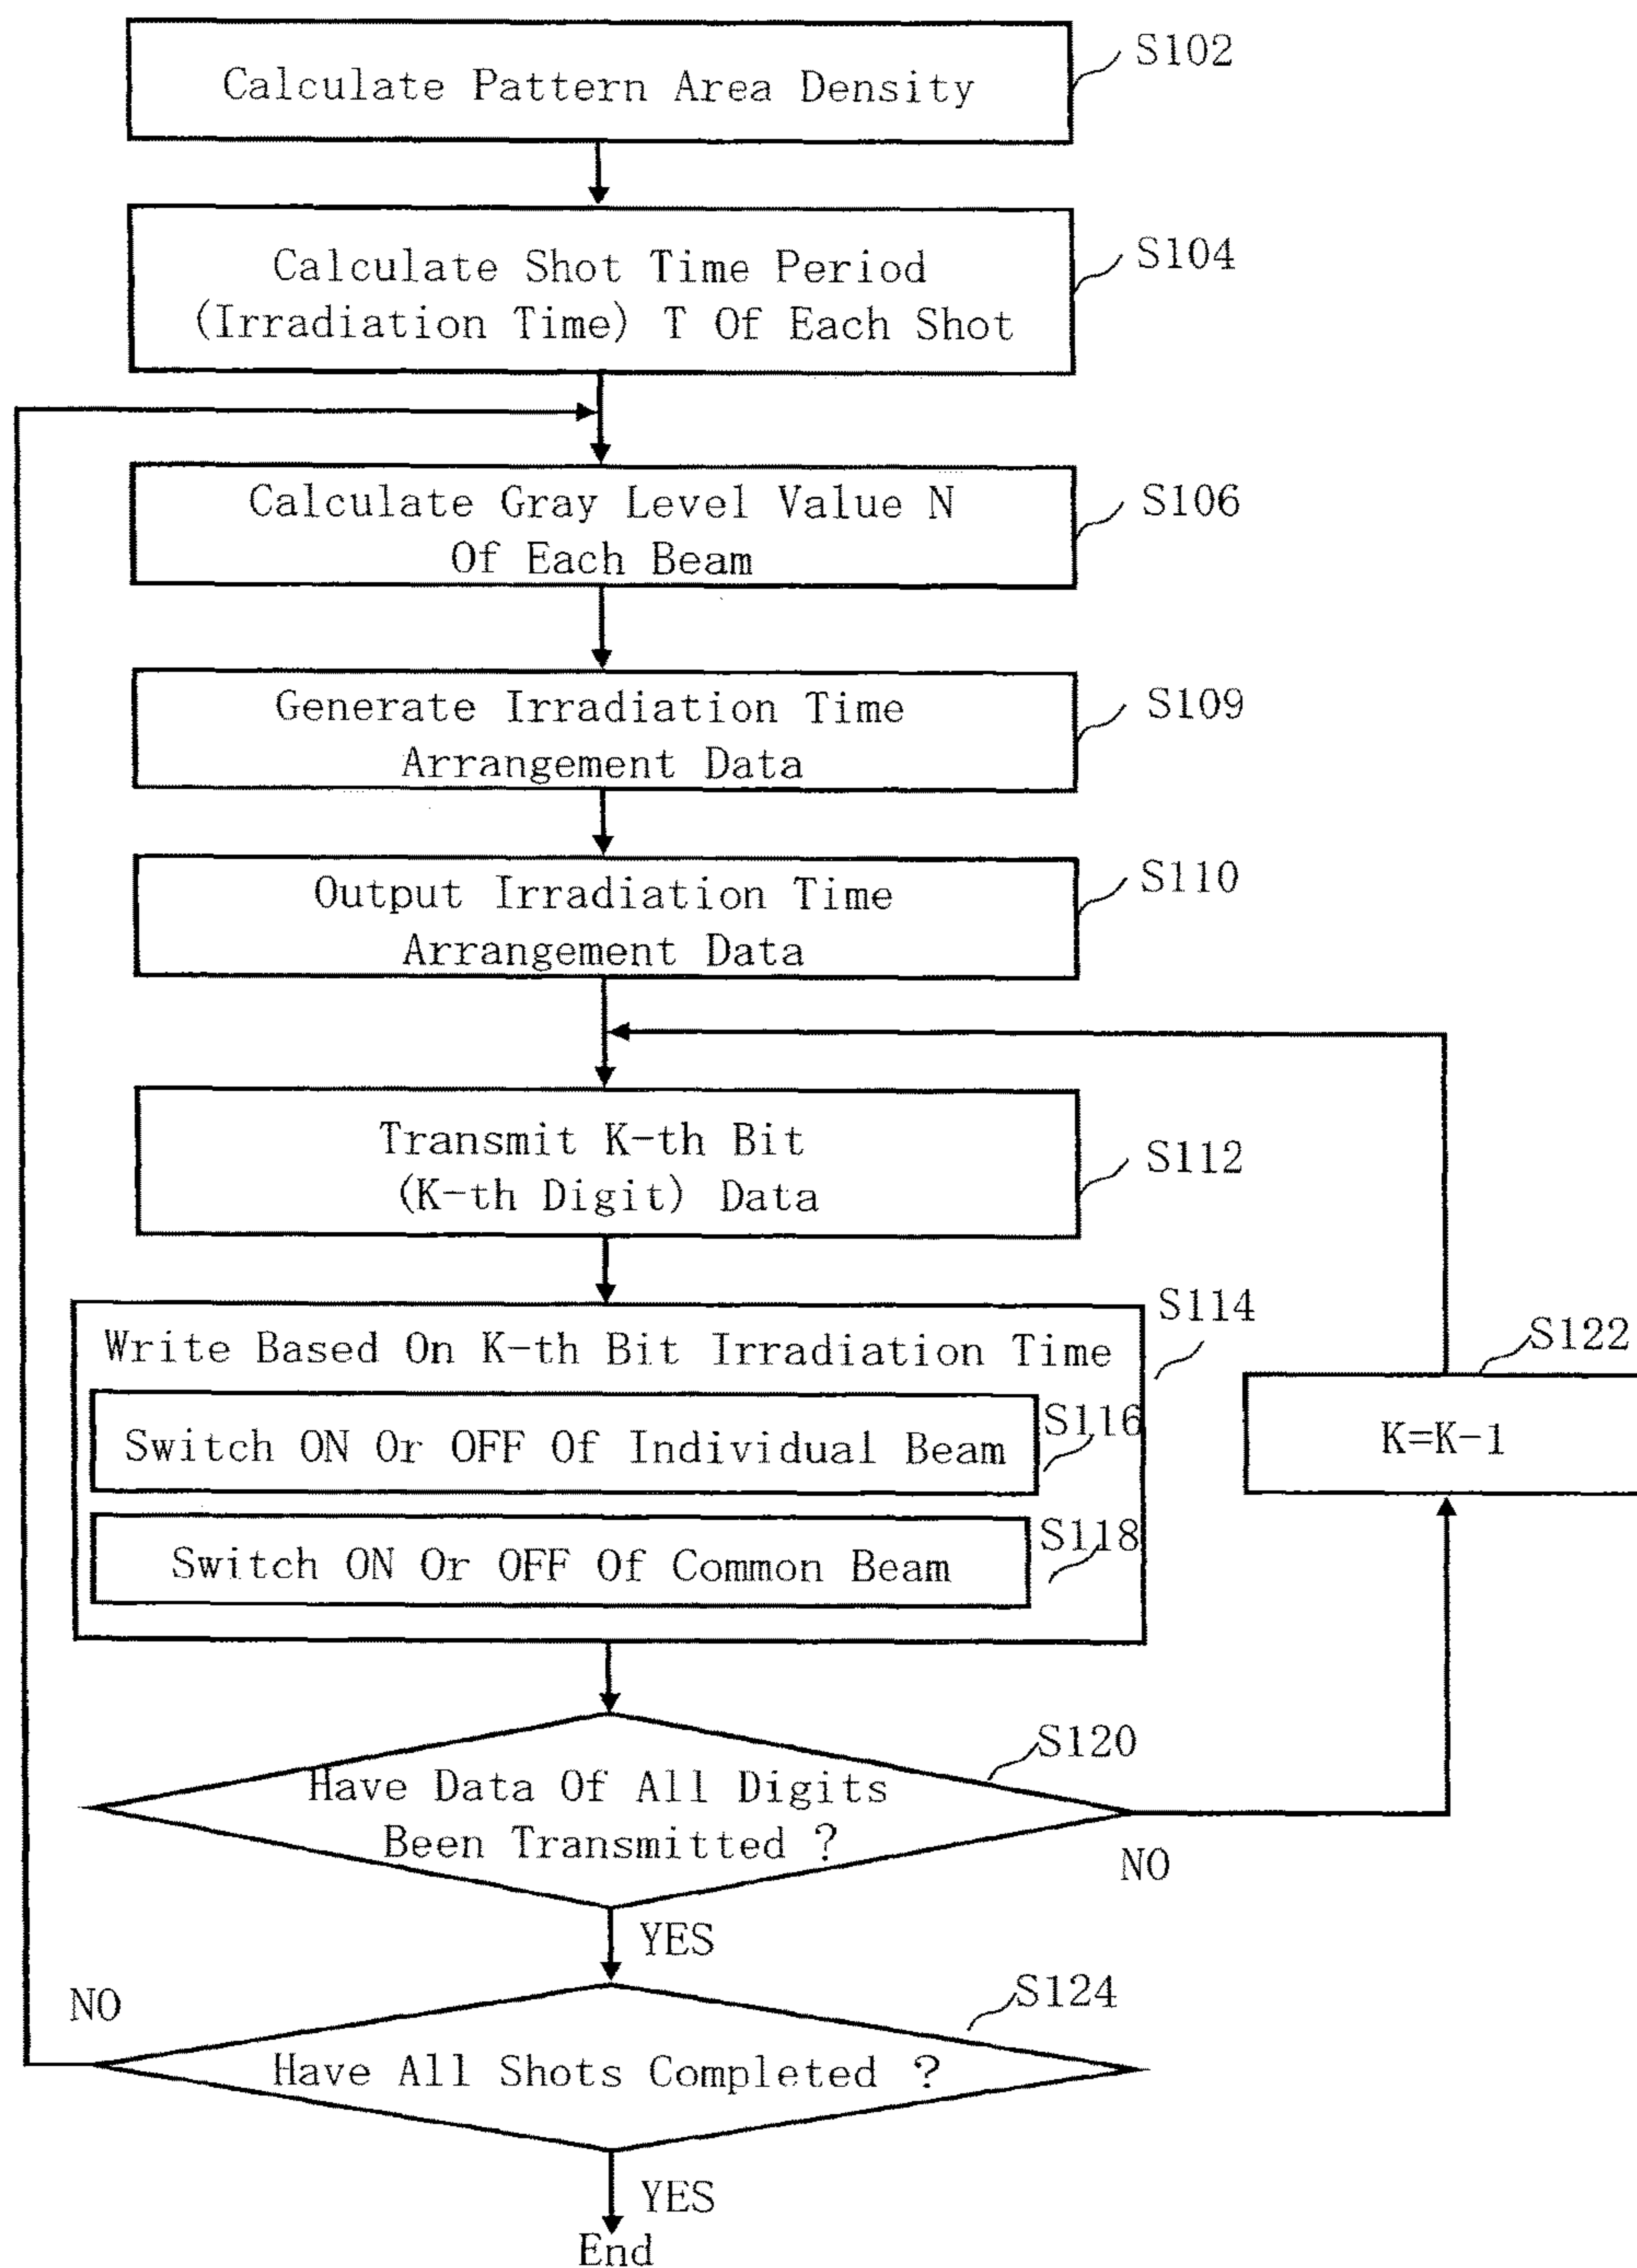 Calculate Pattern Area Density
S102
Calculate Shot Time Period
(Irradiation Time) T Of Each Shot
S104
Calculate Gray Level Value N
Of Each Beam
S106
Generate Irradiation Time
Arrangement Data
S109
Output Irradiation Time
Arrangement Data
S110
Transmit K-th Bit
(K-th Digit) Data
S112
S114
Write Based On K-th Bit Irradiation Time
Switch ON Or OFF Of Individual Beam
S116
Switch ON Or OFF Of Common Beam
S118
S122
K=K-1
S120
Have Data Of All Digits
Been Transmitted ?
NO
YES
S124
NO
Have All Shots Completed ?
YES
End